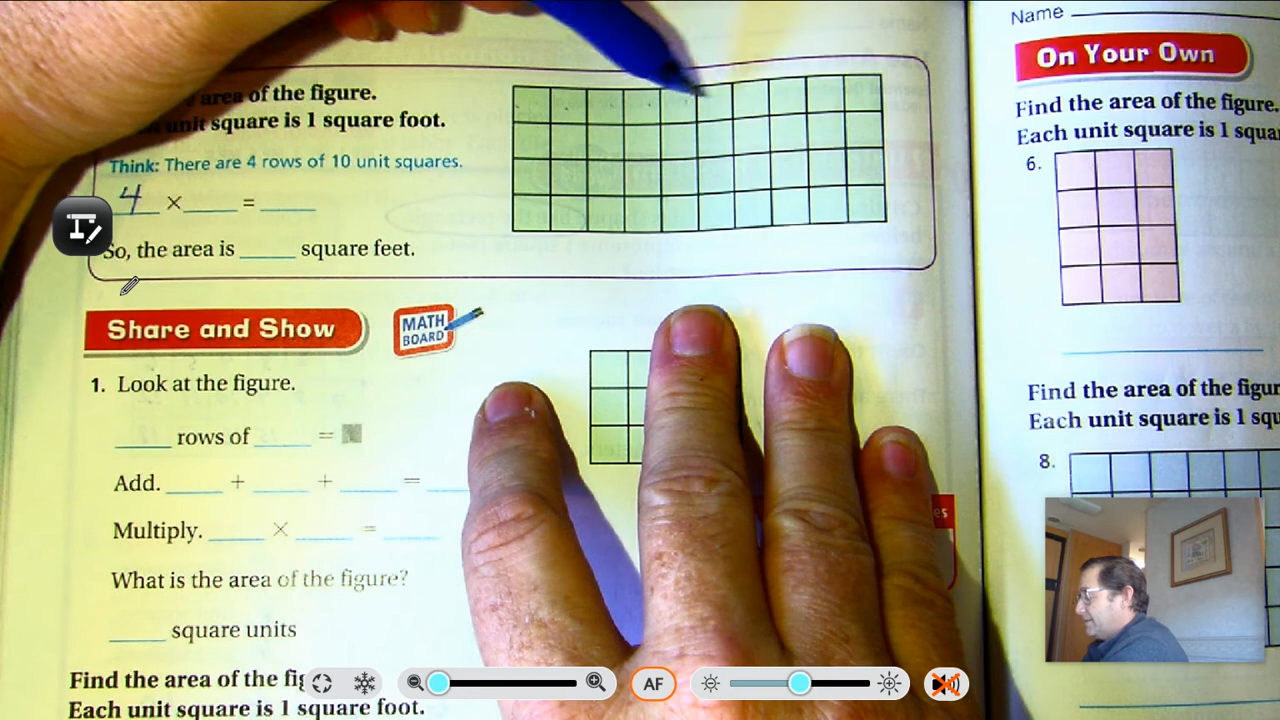 area of the figure.
unit square is 1 square foot.
Think: There are 4 rows of 10 unit squares.
4 × ____ = ____
So, the area is ____ square feet.
Share and Show
MATH
BOARD
1. Look at the figure.
____ rows of ____ =
Add. ____ + ____ + ____ = ____
Multiply. ____ × ____ = ____
What is the area of the figure?
____ square units
Find the area of the fig
Each unit square is 1 square foot.
es
Name
On Your Own
Find the area of the figure.
Each unit square is 1 squa
6.
Find the area of the figur
Each unit square is 1 squ
8.
AF